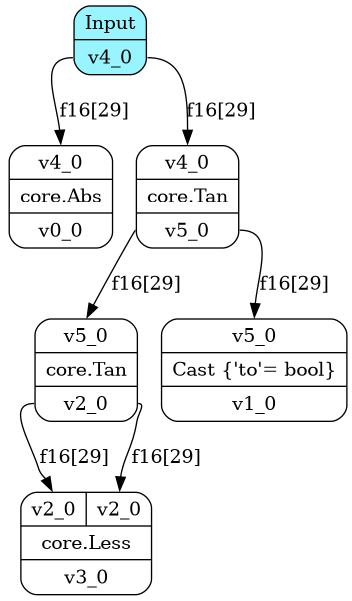 Input
v4_0
f16[29]
f16[29]
v4_0
core.Abs
v0_0
v4_0
core.Tan
v5_0
f16[29]
f16[29]
v5_0
core.Tan
v2_0
v5_0
Cast {'to'= bool}
v1_0
f16[29]
f16[29]
v2_0 v2_0
core.Less
v3_0